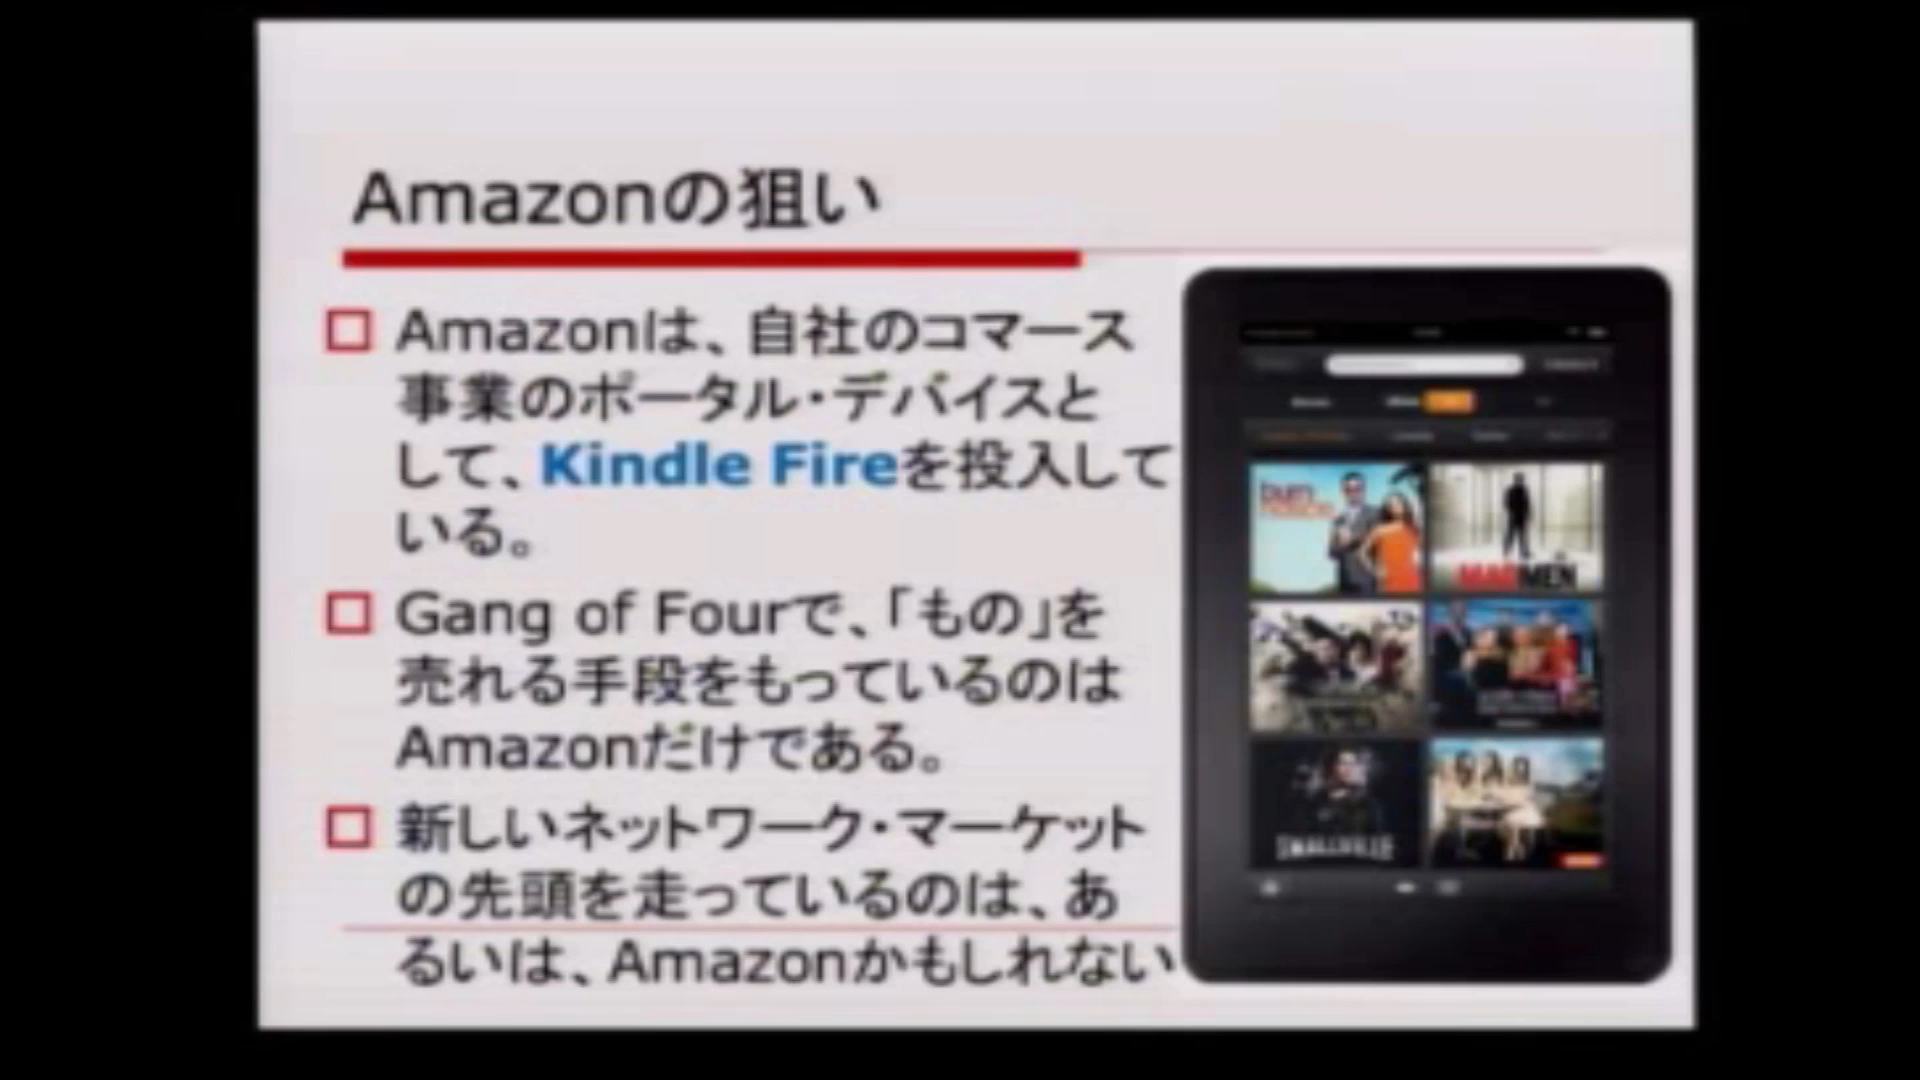 Amazonの狙い
Amazonは、自社のコマース
事業のポータル・デバイスと
して、Kindle Fireを投入して
いる。
Gang of Fourで、「もの」を
売れる手段をもっているのは
Amazonだけである。
新しいネットワーク・マーケット
の先頭を走っているのは、あ
るいは、Amazonかもしれない
burn
MAD MEN
SMALLVILLE